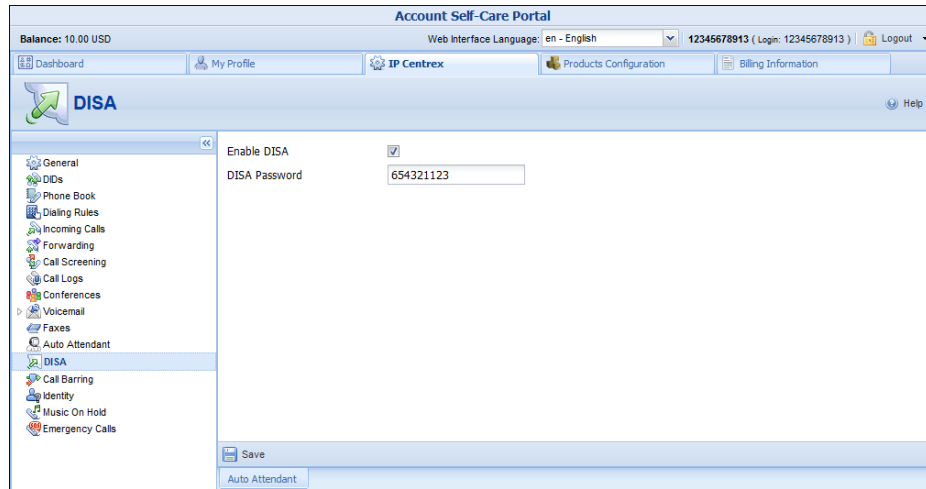 Account Self-Care Portal
Balance: 10.00 USD
Web Interface Language: en - English
12345678913 ( Login: 12345678913 )
Logout
Dashboard
My Profile
IP Centrex
Products Configuration
Billing Information
DISA
Help
General
DIDs
Phone Book
Dialing Rules
Incoming Calls
Forwarding
Call Screening
Call Logs
Conferences
Voicemail
Faxes
Auto Attendant
DISA
Call Barring
Identity
Music On Hold
Emergency Calls
Enable DISA
DISA Password 654321123
Save
Auto Attendant